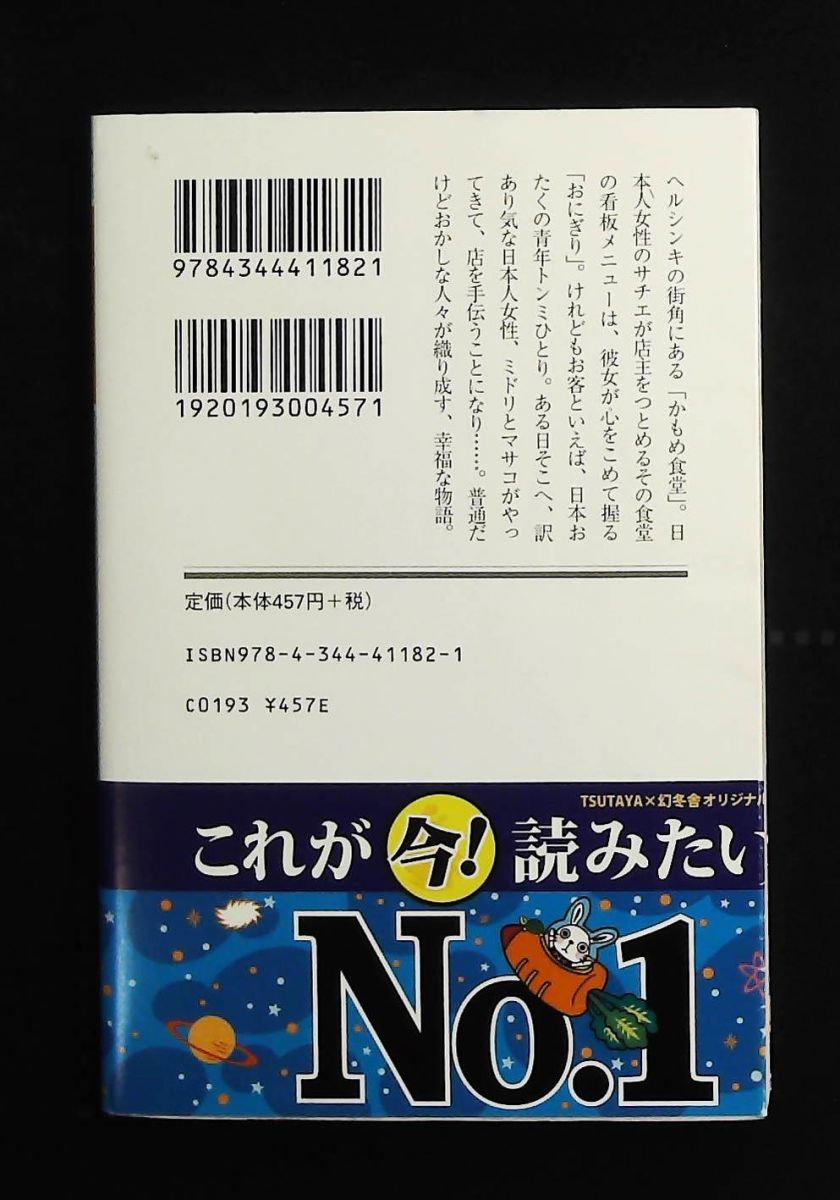 ヘルシンキの街角にある「かもめ食堂」。日
本人女性のサチエが店主をつとめるその食堂
の看板メニューは、彼女が心をこめて握る
「おにぎり」。けれどもお客といえば、日本お
たくの青年トンミひとり。ある日そこへ、訳
あり気な日本人女性、ミドリとマサコがやっ
てきて、店を手伝うことになり……。普通だ
けどおかしな人々が織り成す、幸福な物語。
9784344411821
1920193004571
定価(本体457円+税)
ISBN978-4-344-41182-1
C0193 ¥457E
TSUTAYA×幻冬舎オリジナル
これが今!読みたい
No.1